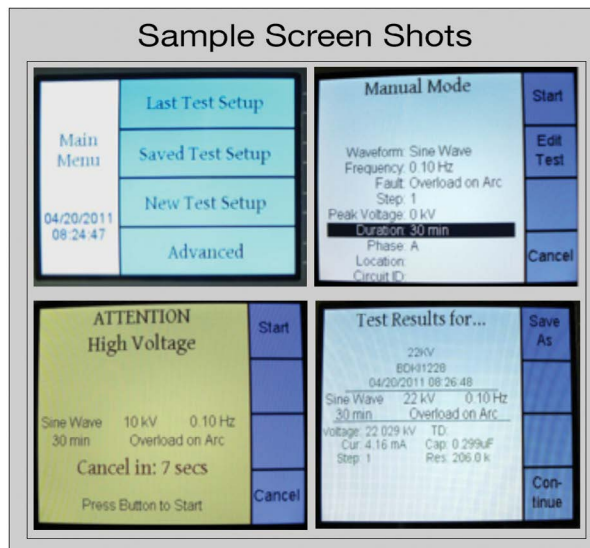 Sample Screen Shots
Main
Menu
04/20/2011
08:24:47
Last Test Setup
Saved Test Setup
New Test Setup
Advanced
Manual Mode
Waveform: Sine Wave
Frequency: 0.10 Hz
Fault: Overload on Arc
Step: 1
Peak Voltage: 0 kV
Duration: 30 min
Phase: A
Location:
Circuit ID:
Start
Edit
Test
Cancel
ATTENTION
High Voltage
Sine Wave 10 kV 0.10 Hz
30 min Overload on Arc
Cancel in: 7 secs
Press Button to Start
Start
Cancel
Test Results for...
22KV
BDKI1228
04/20/2011 08:26:48
Sine Wave 22 kV 0.10 Hz
30 min Overload on Arc
Voltage: 22.029 kV TD:
Cur: 4.16 mA Cap: 0.299uF
Step: 1 Res: 206.0 k
Save
As
Con-
tinue